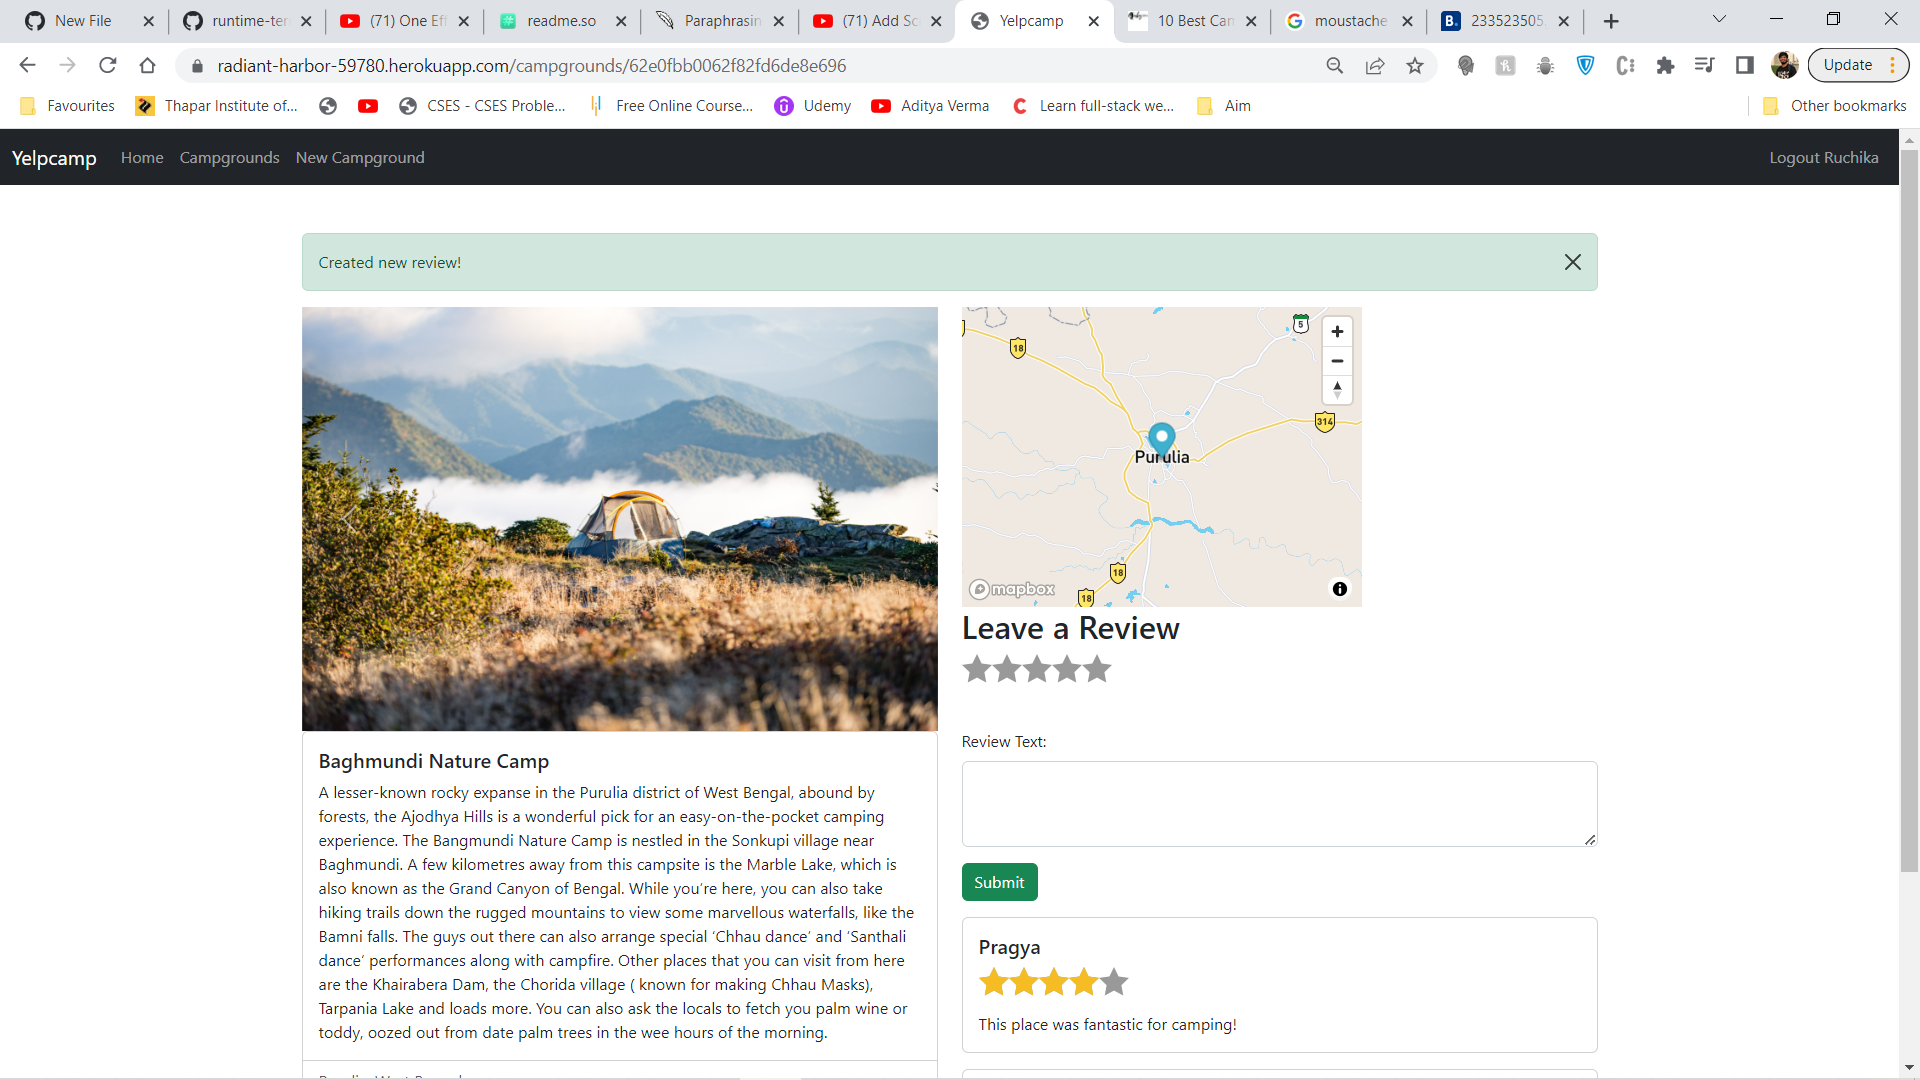 New File
runtime-ter
(71) One Eff
readme.so
Paraphrasin
(71) Add Sc
Yelpcamp
10 Best Cam
moustache
233523505.
radiant-harbor-59780.herokuapp.com/campgrounds/62e0fbb0062f82fd6de8e696
Update
Favourites
Thapar Institute of...
CSES - CSES Proble...
Free Online Course...
Udemy
Aditya Verma
Learn full-stack we...
Aim
Other bookmarks
Yelpcamp
Home
Campgrounds
New Campground
Logout Ruchika
Created new review!
5
18
314
Purulia
18
18
mapbox
Leave a Review
Review Text:
Submit
Baghmundi Nature Camp
A lesser-known rocky expanse in the Purulia district of West Bengal, abound by
forests, the Ajodhya Hills is a wonderful pick for an easy-on-the-pocket camping
experience. The Bangmundi Nature Camp is nestled in the Sonkupi village near
Baghmundi. A few kilometres away from this campsite is the Marble Lake, which is
also known as the Grand Canyon of Bengal. While you’re here, you can also take
hiking trails down the rugged mountains to view some marvellous waterfalls, like the
Bamni falls. The guys out there can also arrange special ‘Chhau dance’ and ‘Santhali
dance’ performances along with campfire. Other places that you can visit from here
are the Khairabera Dam, the Chorida village ( known for making Chhau Masks),
Tarpania Lake and loads more. You can also ask the locals to fetch you palm wine or
toddy, oozed out from date palm trees in the wee hours of the morning.
Pragya
This place was fantastic for camping!